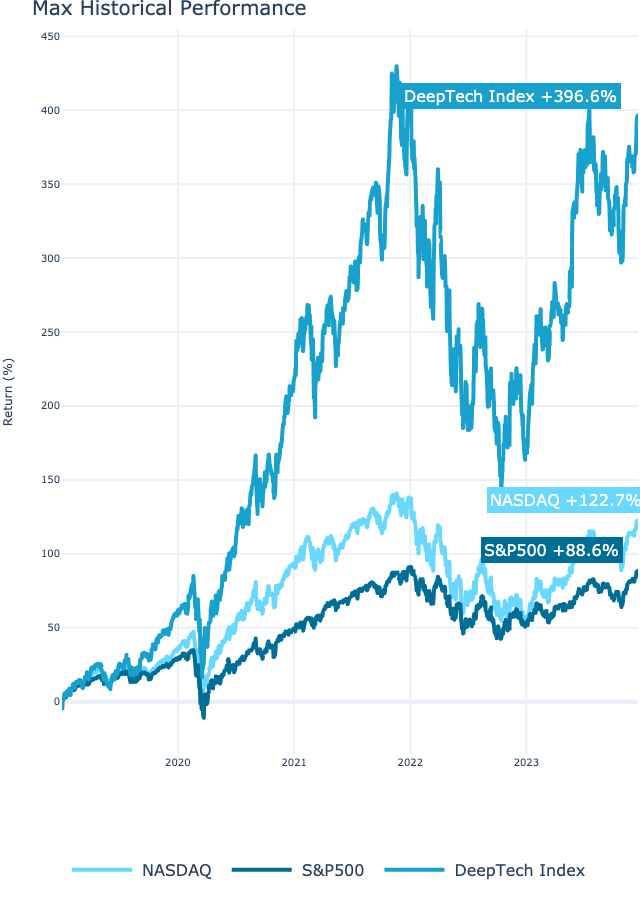 Max Historical Performance
450
400
350
300
250
200
150
100
50
0
Return (%)
DeepTech Index +396.6%
NASDAQ +122.7%
S&P500 +88.6%
2020
2021
2022
2023
NASDAQ
S&P500
DeepTech Index